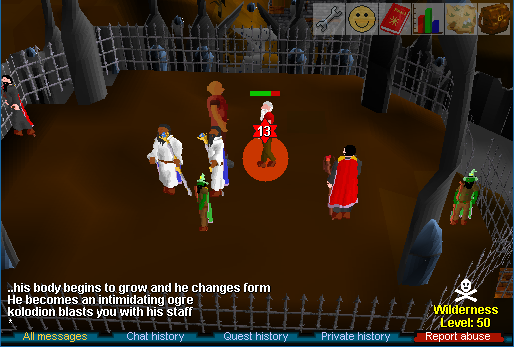 13
..his body begins to grow and he changes form
He becomes an intimidating ogre
kolodion blasts you with his staff
*
Wilderness
Level: 50
All messages Chat history Quest history Private history Report abuse